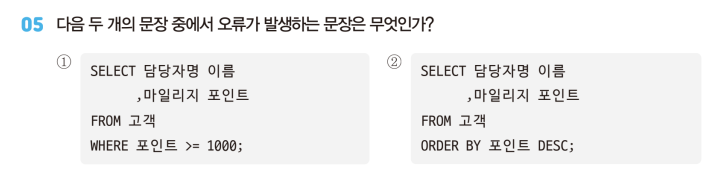 05 다음 두 개의 문장 중에서 오류가 발생하는 문장은 무엇인가?
①
SELECT 담당자명 이름
,마일리지 포인트
FROM 고객
WHERE 포인트 >= 1000;
②
SELECT 담당자명 이름
,마일리지 포인트
FROM 고객
ORDER BY 포인트 DESC;